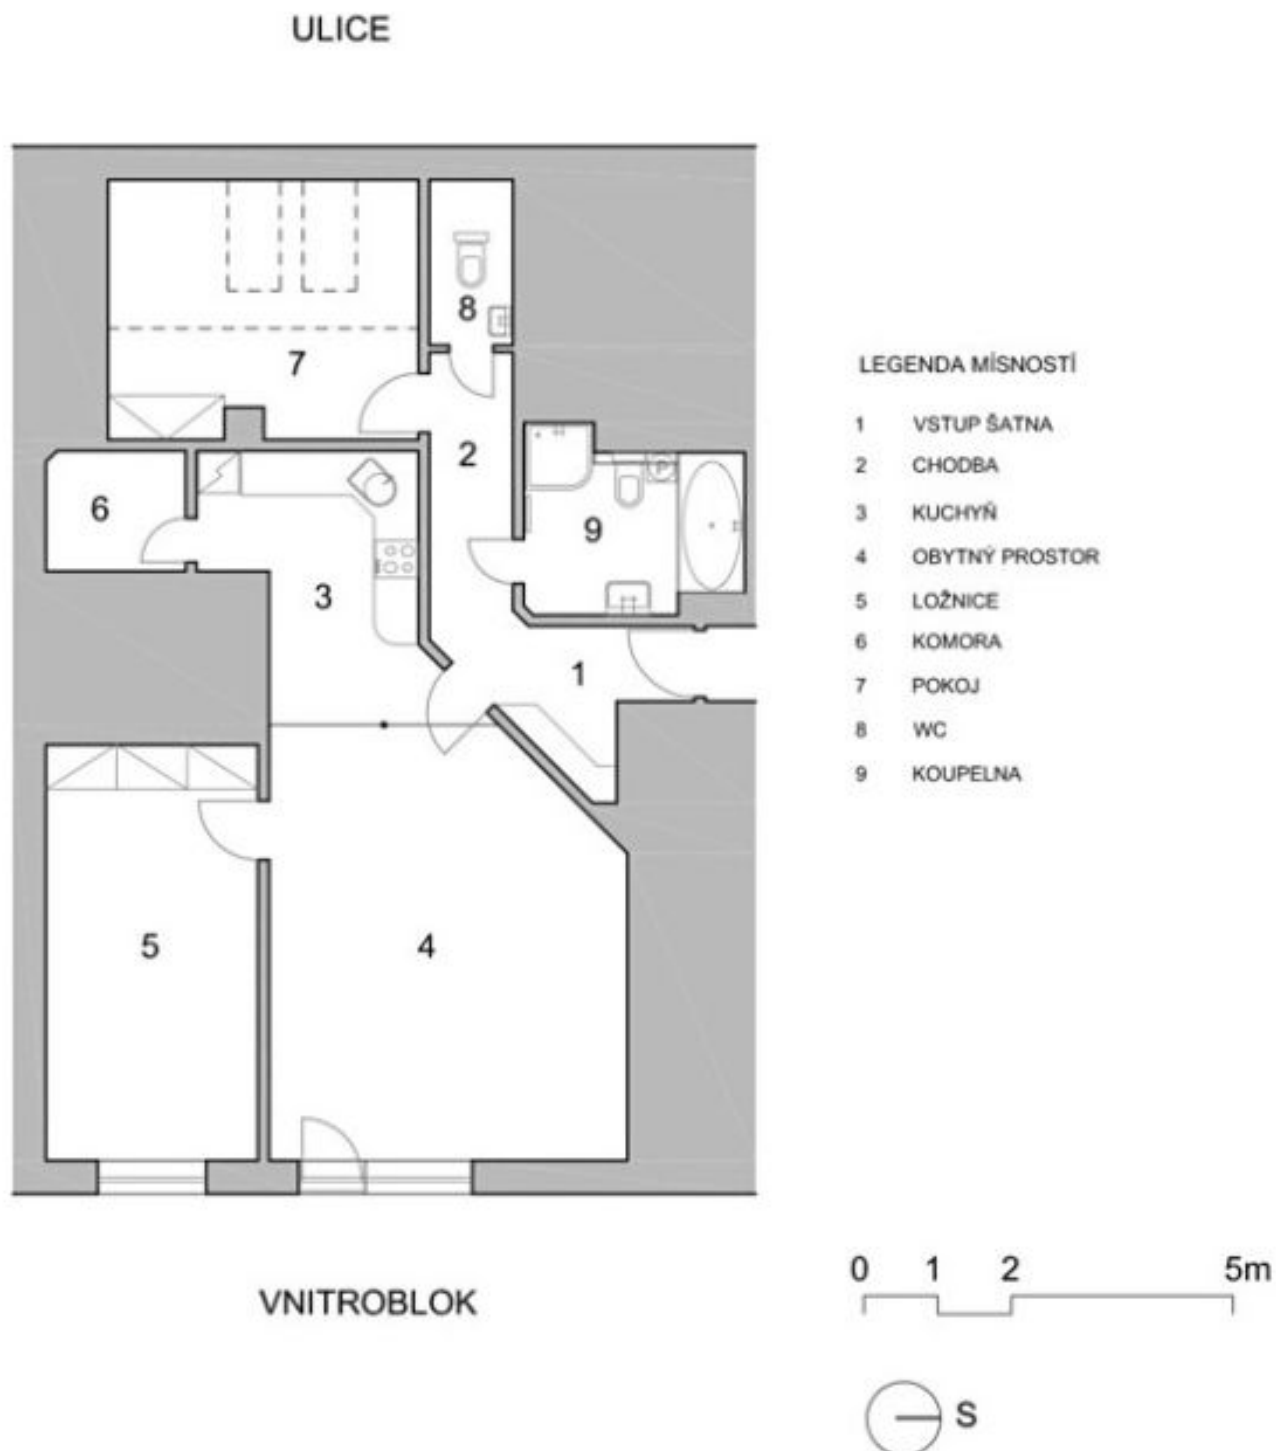 ULICE
8
7
2
6
9
3
1
5
4
P
LEGENDA MÍSNOSTÍ
1 VSTUP ŠATNA
2 CHODBA
3 KUCHYŇ
4 OBYTNÝ PROSTOR
5 LOŽNICE
6 KOMORA
7 POKOJ
8 WC
9 KOUPELNA
VNITROBLOK
0 1 2 5m
S